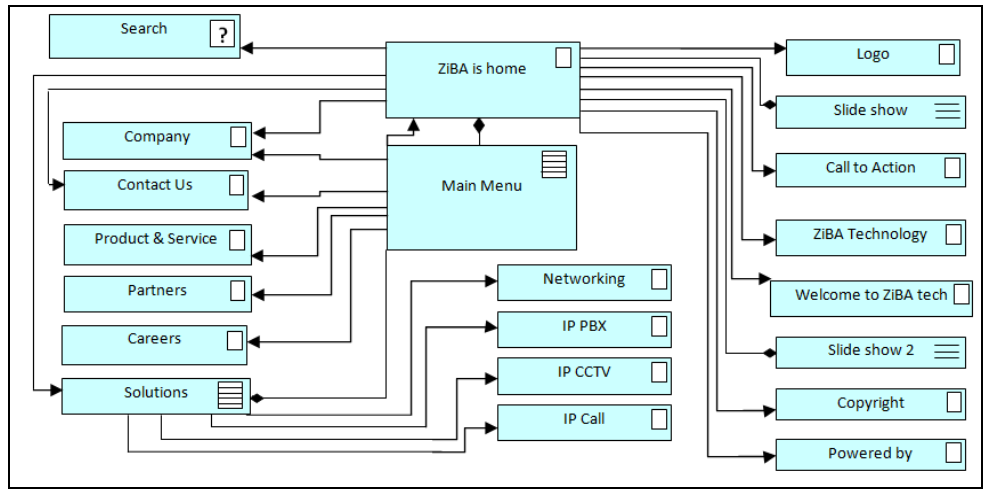 Search
?
ZiBA is home
Logo
Slide show
Company
Call to Action
Contact Us
Main Menu
Product & Service
ZiBA Technology
Networking
Partners
Welcome to ZiBA tech
IP PBX
Careers
Slide show 2
IP CCTV
Solutions
Copyright
IP Call
Powered by